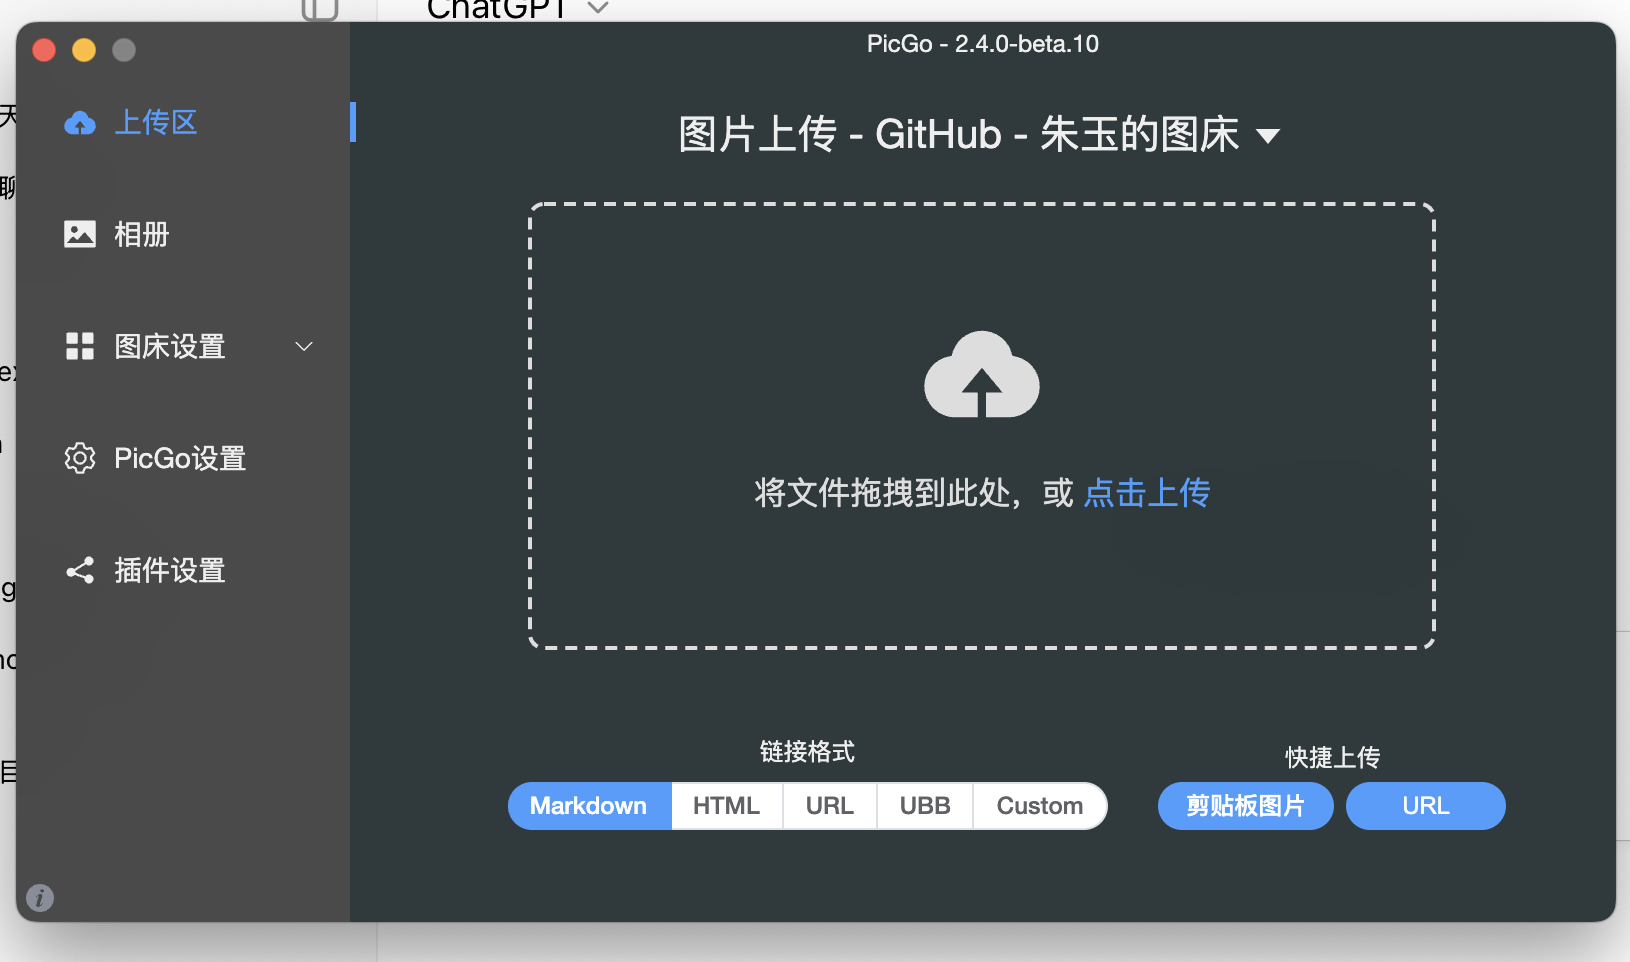 ChatGPT
PicGo - 2.4.0-beta.10
上传区
图片上传 - GitHub - 朱玉的图床
相册
图床设置
PicGo设置
将文件拖拽到此处，或 点击上传
插件设置
链接格式
快捷上传
Markdown HTML URL UBB Custom
剪贴板图片 URL